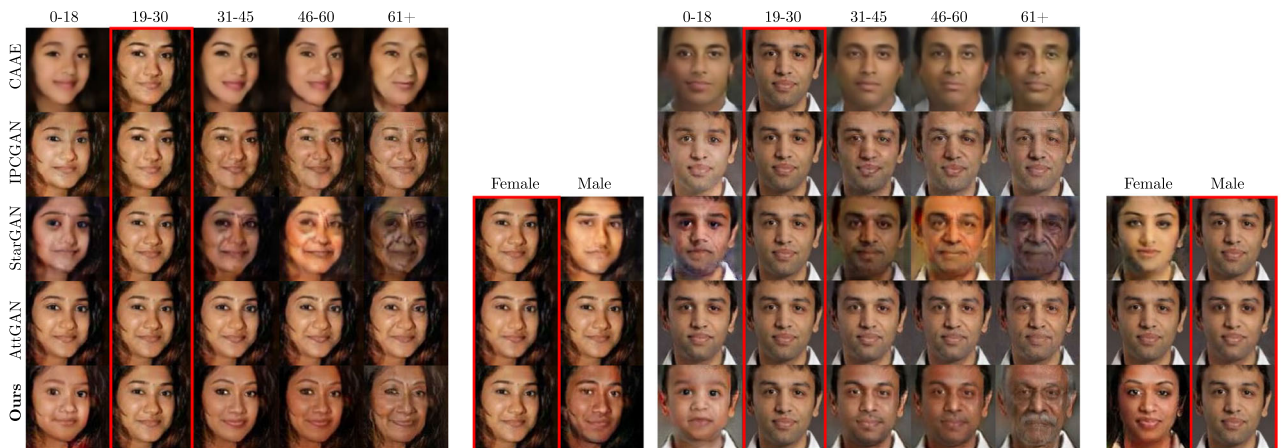 0-18 19-30 31-45 46-60 61+ 0-18 19-30 31-45 46-60 61+
CAAE
IPCGAN
Female Male Female Male
StarGAN
AttGAN
Ours